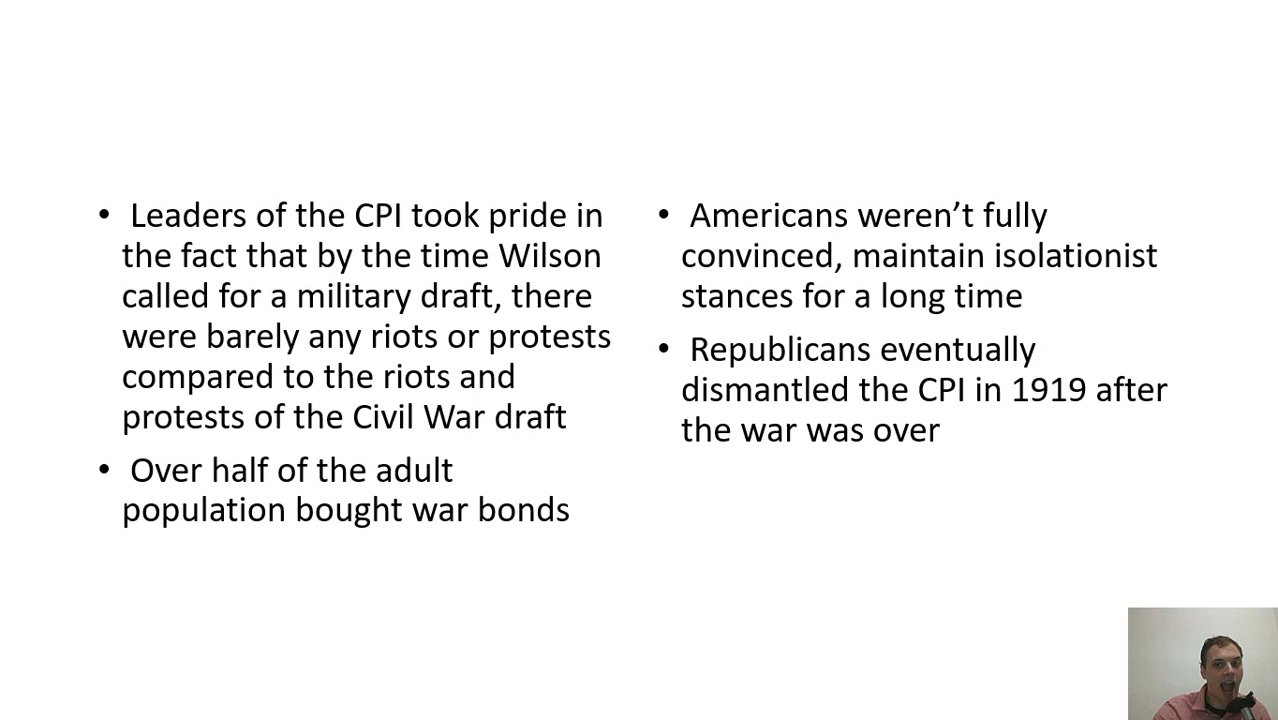 • Leaders of the CPI took pride in
the fact that by the time Wilson
called for a military draft, there
were barely any riots or protests
compared to the riots and
protests of the Civil War draft
• Over half of the adult
population bought war bonds
• Americans weren’t fully
convinced, maintain isolationist
stances for a long time
• Republicans eventually
dismantled the CPI in 1919 after
the war was over